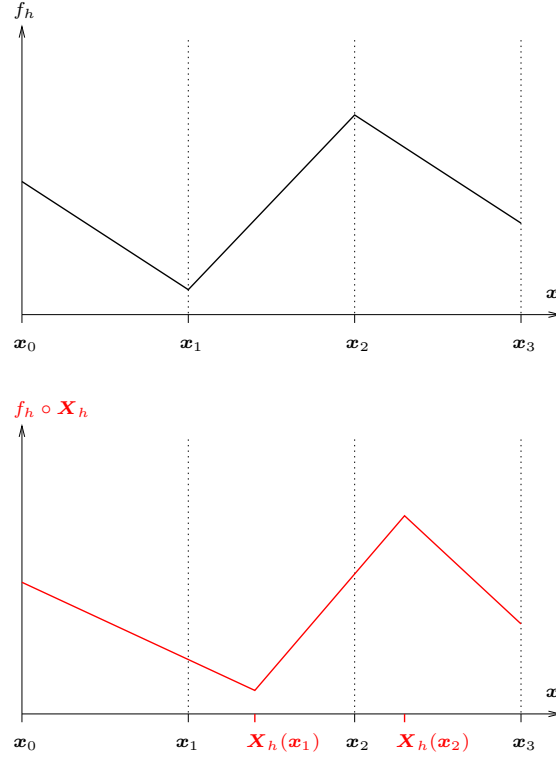 f_h
x
x_0 x_1 x_2 x_3
f_h ∘ X_h
x
x_0 x_1 X_h(x_1) x_2 X_h(x_2) x_3